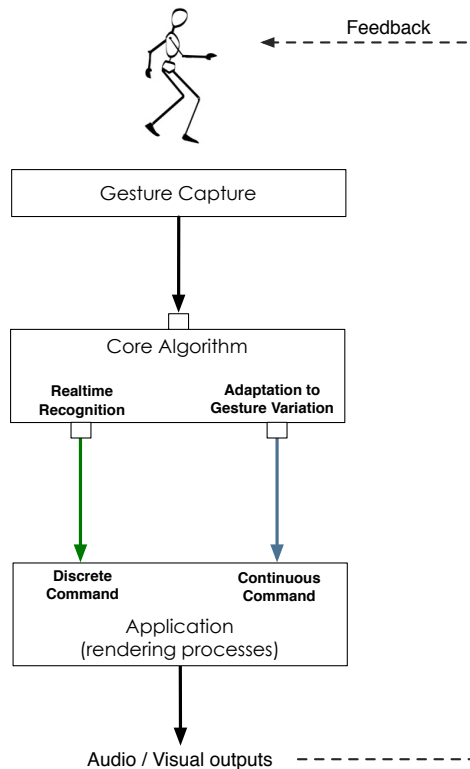 Feedback
Gesture Capture
Core Algorithm
Realtime
Recognition
Adaptation to
Gesture Variation
Discrete
Command
Continuous
Command
Application
(rendering processes)
Audio / Visual outputs